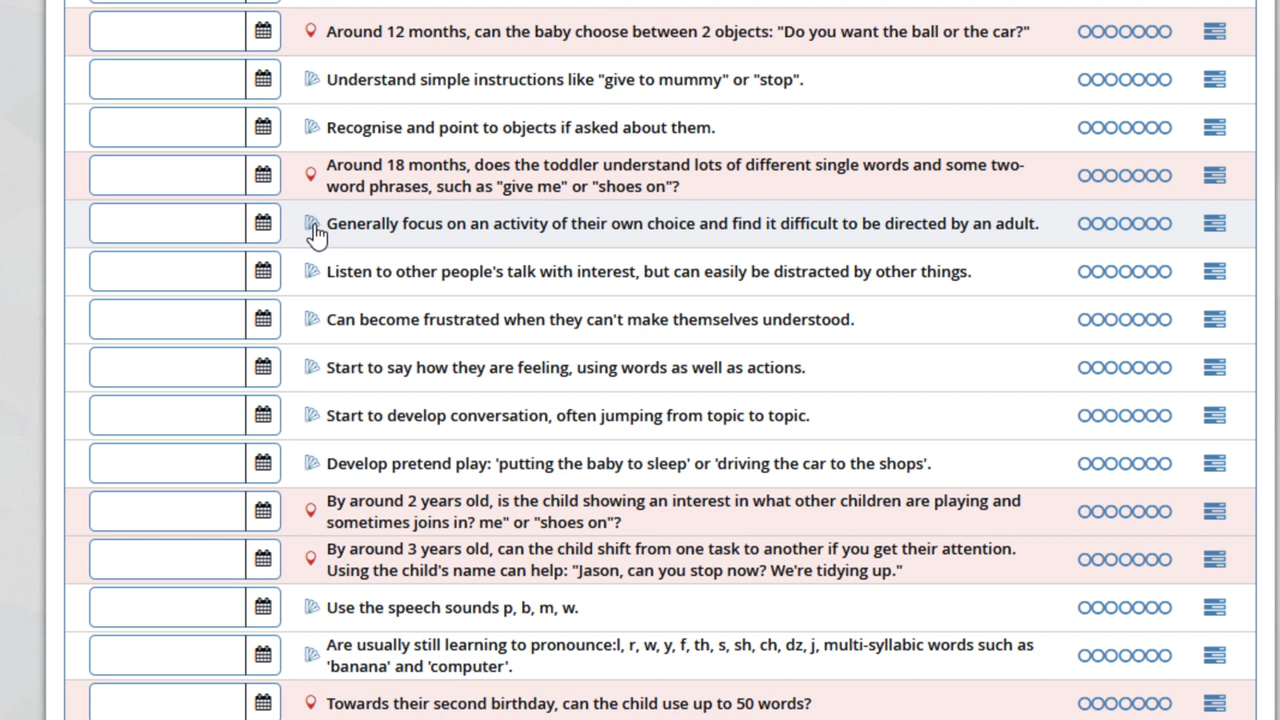 Around 12 months, can the baby choose between 2 objects: "Do you want the ball or the car?"
Understand simple instructions like "give to mummy" or "stop".
Recognise and point to objects if asked about them.
Around 18 months, does the toddler understand lots of different single words and some two-
word phrases, such as "give me" or "shoes on"?
Generally focus on an activity of their own choice and find it difficult to be directed by an adult.
Listen to other people's talk with interest, but can easily be distracted by other things.
Can become frustrated when they can't make themselves understood.
Start to say how they are feeling, using words as well as actions.
Start to develop conversation, often jumping from topic to topic.
Develop pretend play: 'putting the baby to sleep' or 'driving the car to the shops'.
By around 2 years old, is the child showing an interest in what other children are playing and
sometimes joins in? me" or "shoes on"?
By around 3 years old, can the child shift from one task to another if you get their attention.
Using the child's name can help: "Jason, can you stop now? We're tidying up."
Use the speech sounds p, b, m, w.
Are usually still learning to pronounce:l, r, w, y, f, th, s, sh, ch, dz, j, multi-syllabic words such as
'banana' and 'computer'.
Towards their second birthday, can the child use up to 50 words?